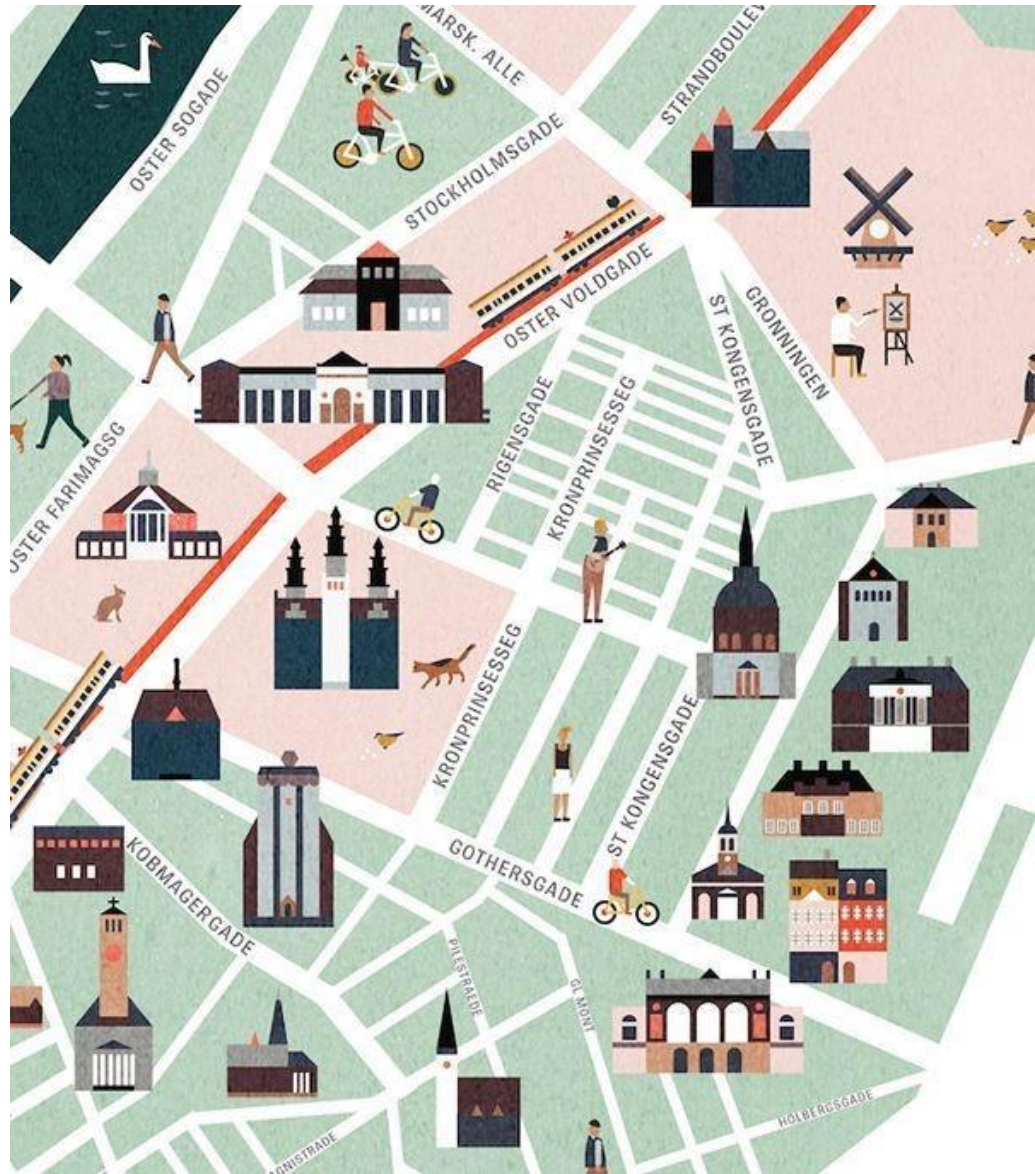 MARSK. ALLE
STRANDBOULEV
OSTER SOGADE
STOCKHOLMSGADE
OSTER VOLDGADE
GRONNINGEN
ST KONGENSGADE
RIGENSGADE
KRONPRINSESSEG
OSTER FARIMAGSG
KRONPRINSESSEG
ST KONGENSGADE
GOTHERSGADE
KOBMAGERGADE
PILESTRAEDE
GL MONT
HOLBERGSGADE
AGNISTRADE